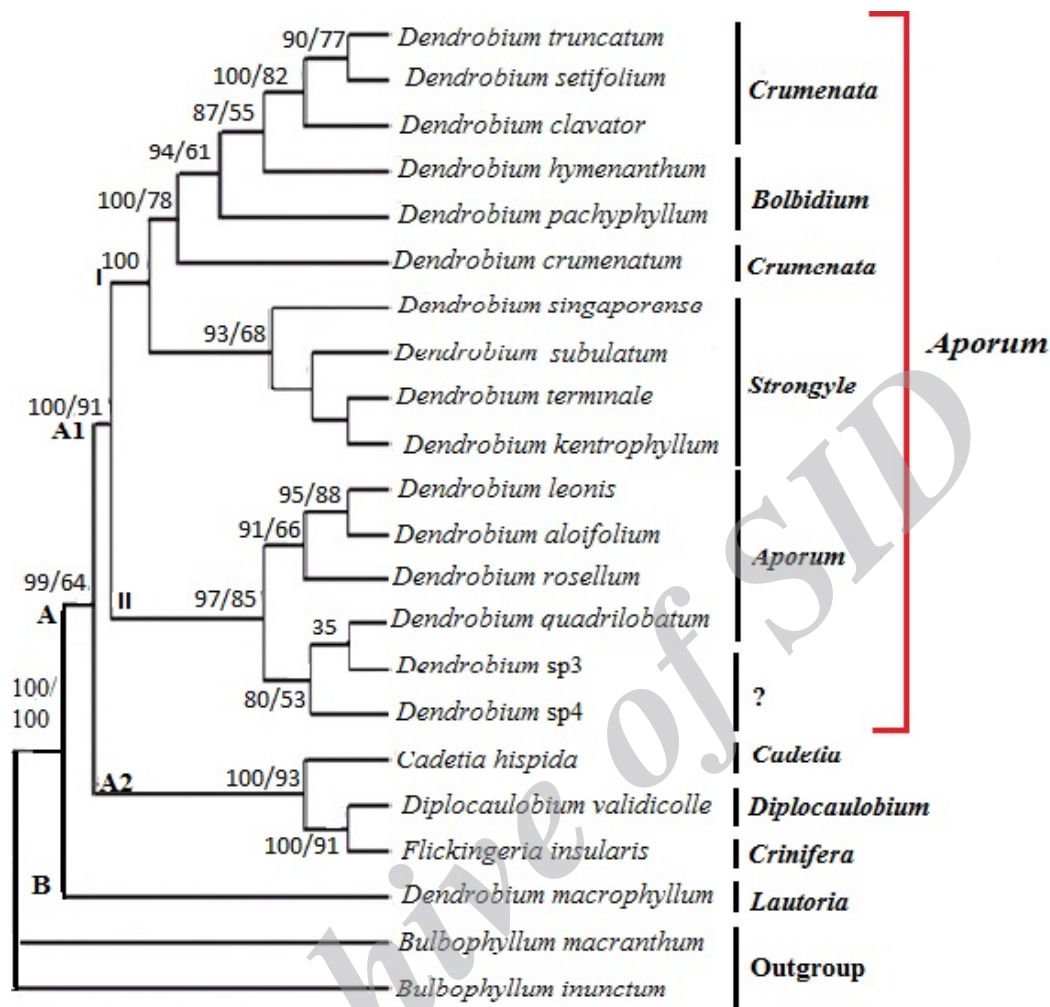 90/77
Dendrobium truncatum
100/82
Dendrobium setifolium
Crumenata
87/55
Dendrobium clavator
94/61
Dendrobium hymenanthum
Bolbidium
100/78
Dendrobium pachyphyllum
100
I
Dendrobium crumenatum
Crumenata
Dendrobium singaporense
93/68
Dendrobium subulatum
Strongyle
Aporum
Dendrobium terminale
100/91
A1
Dendrobium kentrophyllum
95/88
Dendrobium leonis
91/66
Dendrobium aloifolium
Aporum
Dendrobium rosellum
99/64
A
II
97/85
35
Dendrobium quadrilobatum
Dendrobium sp3
80/53
Dendrobium sp4
?
100/
100
A2
100/93
Cadetia hispida
Cadetia
Diplocaulobium validicolle
Diplocaulobium
100/91
Flickingeria insularis
Crinifera
B
Dendrobium macrophyllum
Lautoria
Bulbophyllum macranthum
Outgroup
Bulbophyllum inunctum
hive of SID